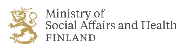 Ministry of
Social Affairs and Health
FINLAND